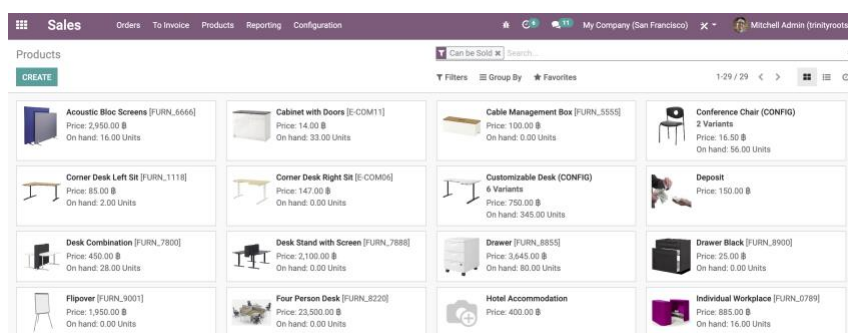 Sales Orders To Invoice Products Reporting Configuration 6 11 My Company (San Francisco) Mitchell Admin (trinityroots
Products
Can be Sold Search...
CREATE
Filters Group By Favorites 1-29 / 29
Acoustic Bloc Screens [FURN_6666]
Price: 2,950.00 ฿
On hand: 16.00 Units
Cabinet with Doors [E-COM11]
Price: 14.00 ฿
On hand: 33.00 Units
Cable Management Box [FURN_5555]
Price: 100.00 ฿
On hand: 0.00 Units
Conference Chair (CONFIG)
2 Variants
Price: 16.50 ฿
On hand: 56.00 Units
Corner Desk Left Sit [FURN_1118]
Price: 85.00 ฿
On hand: 2.00 Units
Corner Desk Right Sit [E-COM06]
Price: 147.00 ฿
On hand: 0.00 Units
Customizable Desk (CONFIG)
6 Variants
Price: 750.00 ฿
On hand: 345.00 Units
Deposit
Price: 150.00 ฿
Desk Combination [FURN_7800]
Price: 450.00 ฿
On hand: 28.00 Units
Desk Stand with Screen [FURN_7888]
Price: 2,100.00 ฿
On hand: 0.00 Units
Drawer [FURN_8855]
Price: 3,645.00 ฿
On hand: 80.00 Units
Drawer Black [FURN_8900]
Price: 25.00 ฿
On hand: 0.00 Units
Flipover [FURN_9001]
Price: 1,950.00 ฿
On hand: 0.00 Units
Four Person Desk [FURN_8220]
Price: 23,500.00 ฿
On hand: 0.00 Units
Hotel Accommodation
Price: 400.00 ฿
Individual Workplace [FURN_0789]
Price: 885.00 ฿
On hand: 16.00 Units